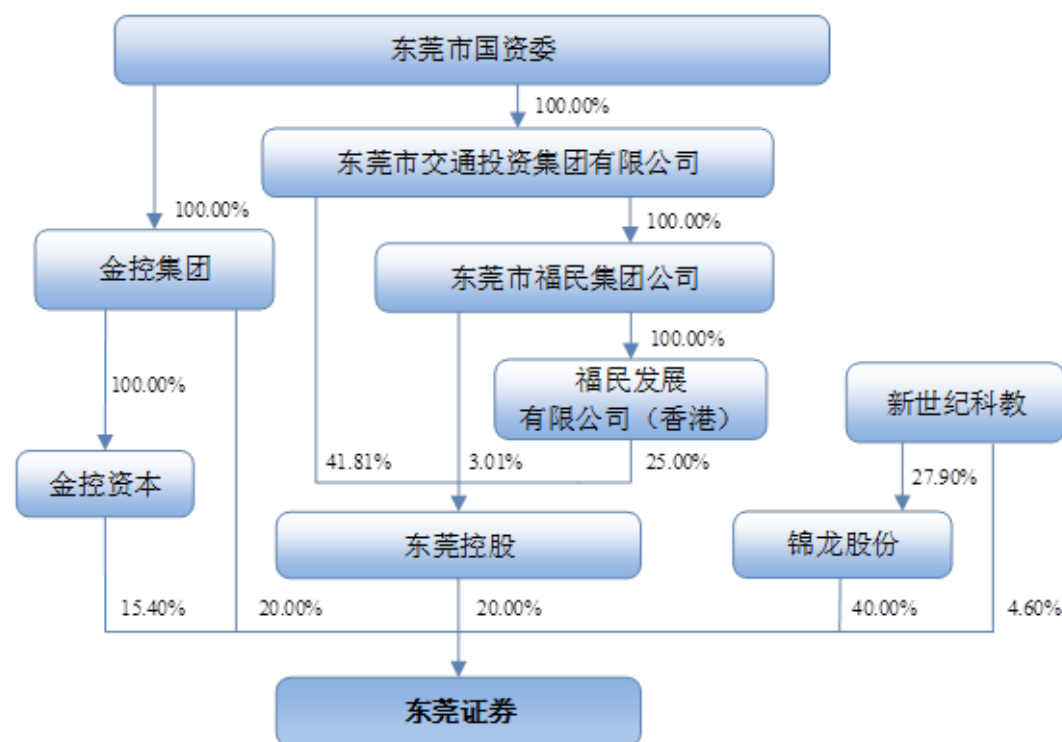 东莞市国资委
100.00%
东莞市交通投资集团有限公司
100.00%
100.00%
金控集团
东莞市福民集团公司
100.00%
100.00%
福民发展
有限公司（香港）
新世纪科教
金控资本
41.81%
3.01%
25.00%
27.90%
东莞控股
锦龙股份
15.40%
20.00%
20.00%
40.00%
4.60%
东莞证券